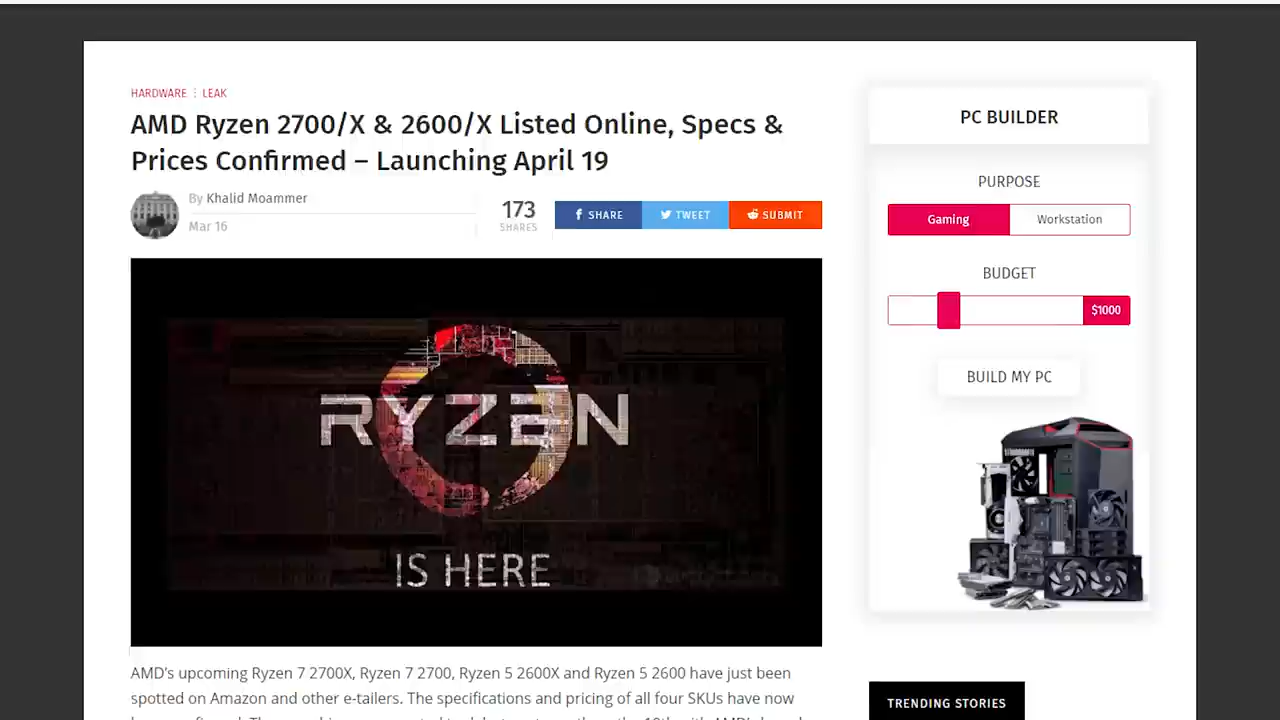 HARDWARE ⋮ LEAK
AMD Ryzen 2700/X & 2600/X Listed Online, Specs &
Prices Confirmed – Launching April 19
By Khalid Moammer
Mar 16
173
SHARES
SHARE
TWEET
SUBMIT
RYZEN
IS HERE
AMD's upcoming Ryzen 7 2700X, Ryzen 7 2700, Ryzen 5 2600X and Ryzen 5 2600 have just been
spotted on Amazon and other e-tailers. The specifications and pricing of all four SKUs have now
PC BUILDER
PURPOSE
Gaming
Workstation
BUDGET
$1000
BUILD MY PC
TRENDING STORIES